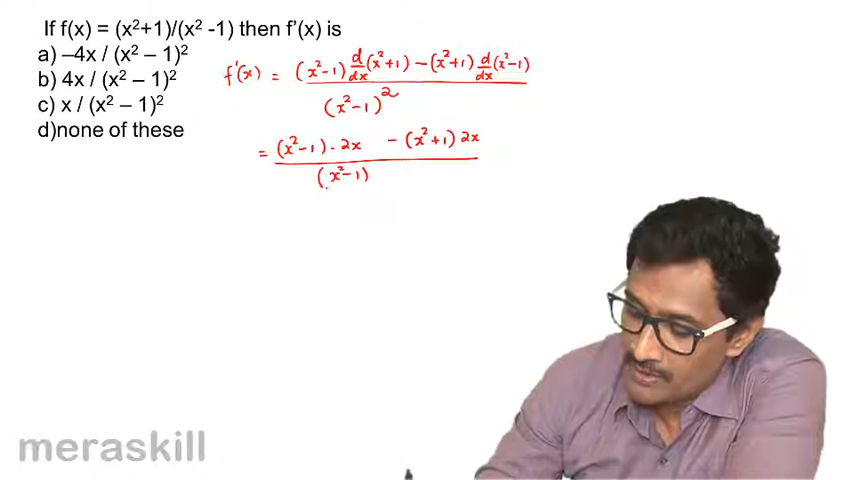 If f(x) = (x²+1)/(x² -1) then f'(x) is
a) –4x / (x² – 1)²
b) 4x / (x² – 1)²
c) x / (x² – 1)²
d)none of these
f'(x) = (x²-1) d/dx (x²+1) - (x²+1) d/dx (x²-1)
(x²-1)²
= (x²-1) . 2x - (x²+1) 2x
(x²-1)
meraskill